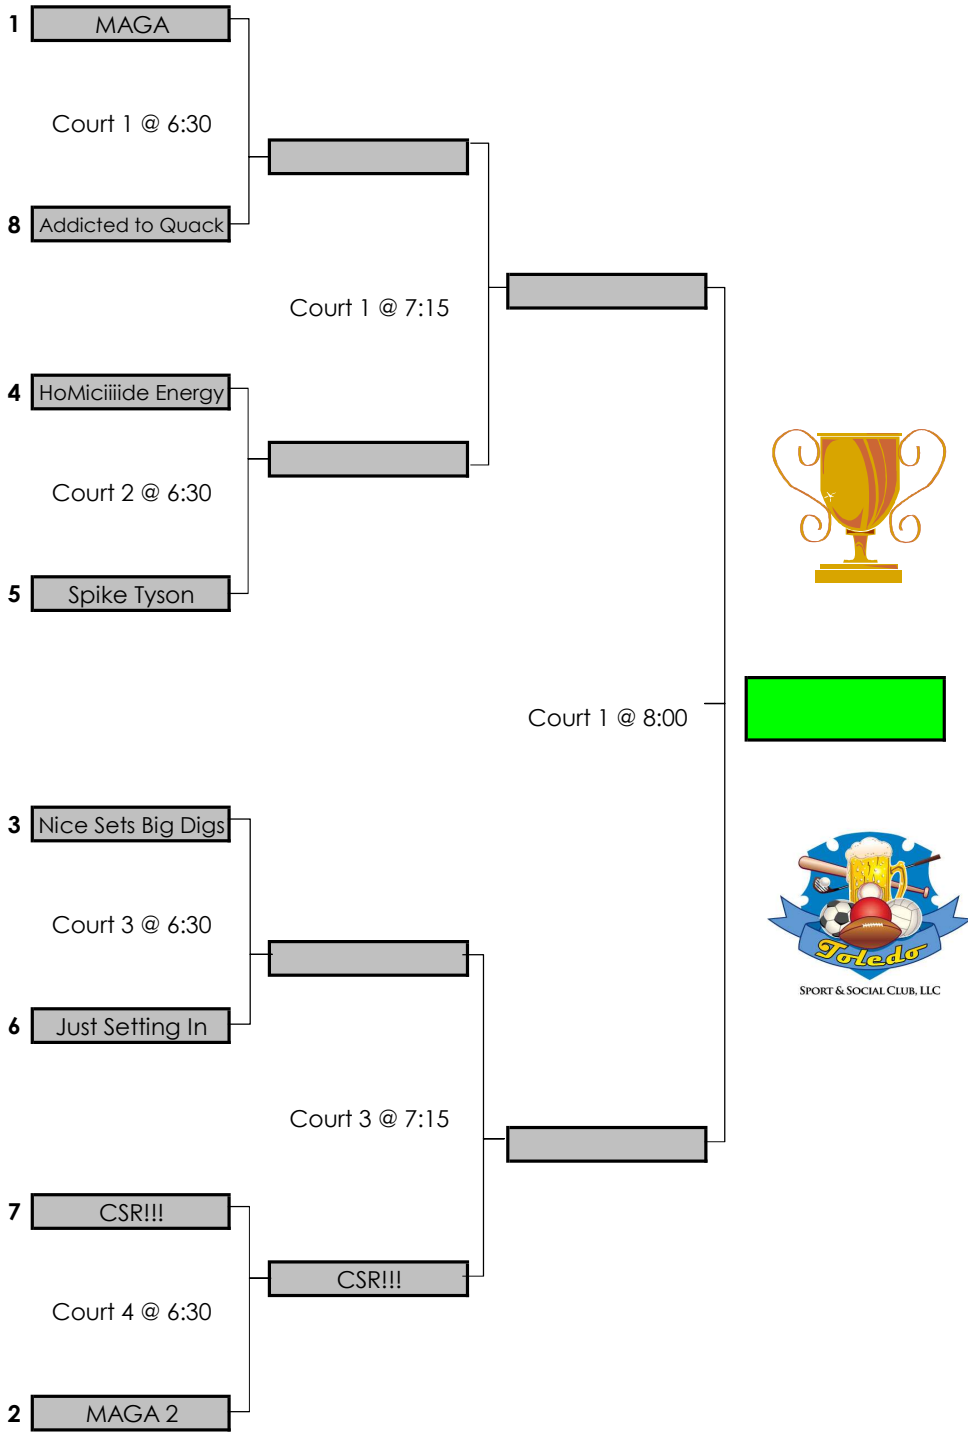 1 MAGA
Court 1 @ 6:30
8 Addicted to Quack
Court 1 @ 7:15
4 HoMiciiiide Energy
Court 2 @ 6:30
5 Spike Tyson
Court 1 @ 8:00
3 Nice Sets Big Digs
Court 3 @ 6:30
6 Just Setting In
Toledo
SPORT & SOCIAL CLUB, LLC
Court 3 @ 7:15
7 CSR!!!
CSR!!!
Court 4 @ 6:30
2 MAGA 2